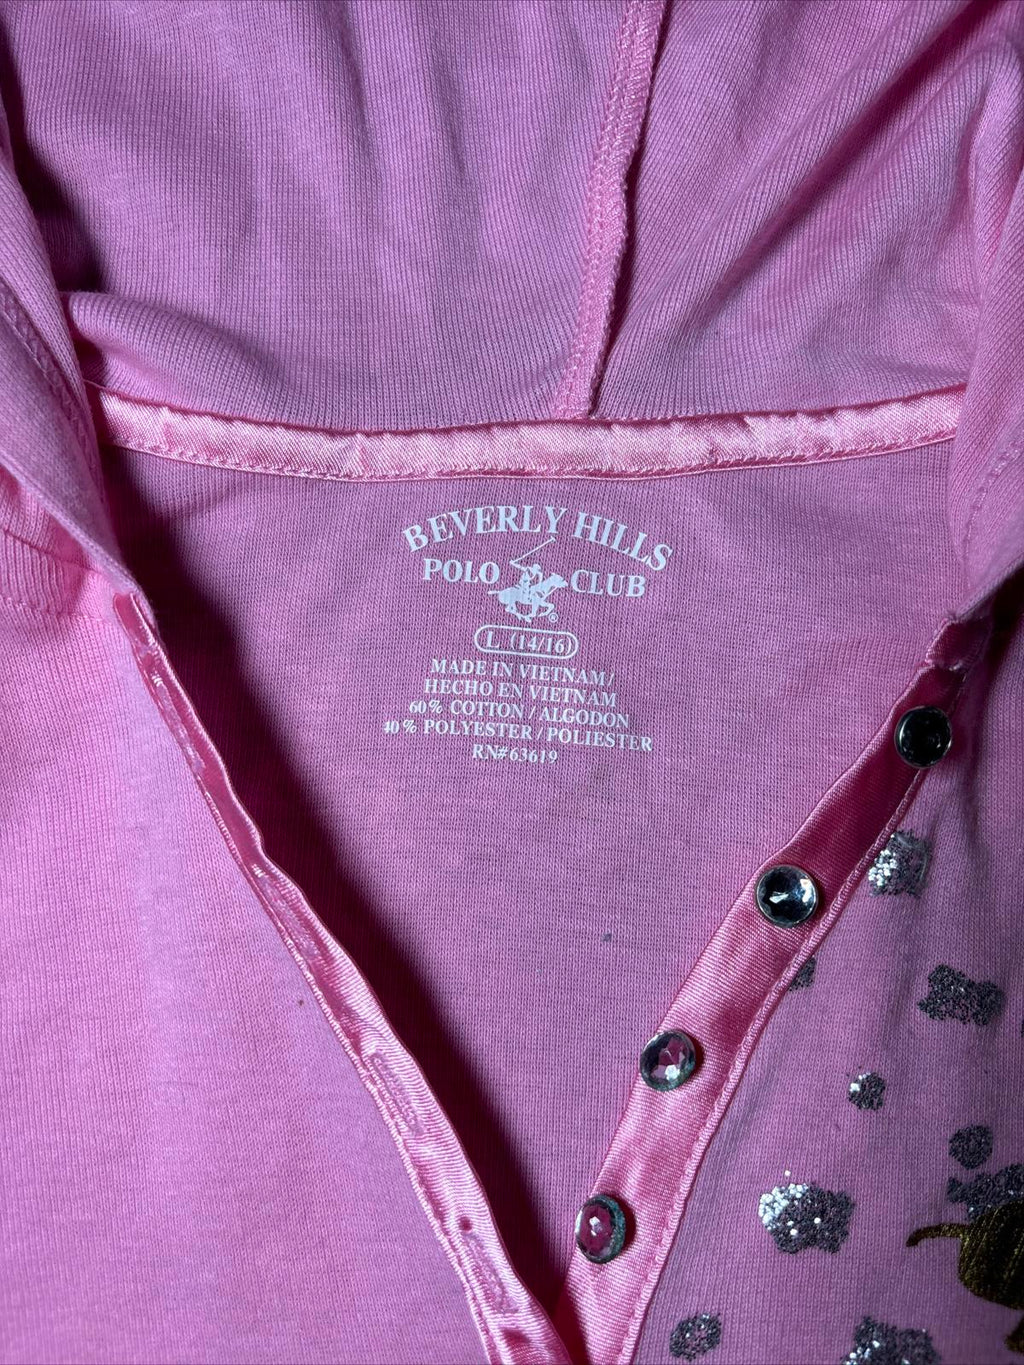 BEVERLY HILLS
POLO CLUB
®
L (14/16)
MADE IN VIETNAM/
HECHO EN VIETNAM
60% COTTON / ALGODON
40% POLYESTER / POLIESTER
RN#63619